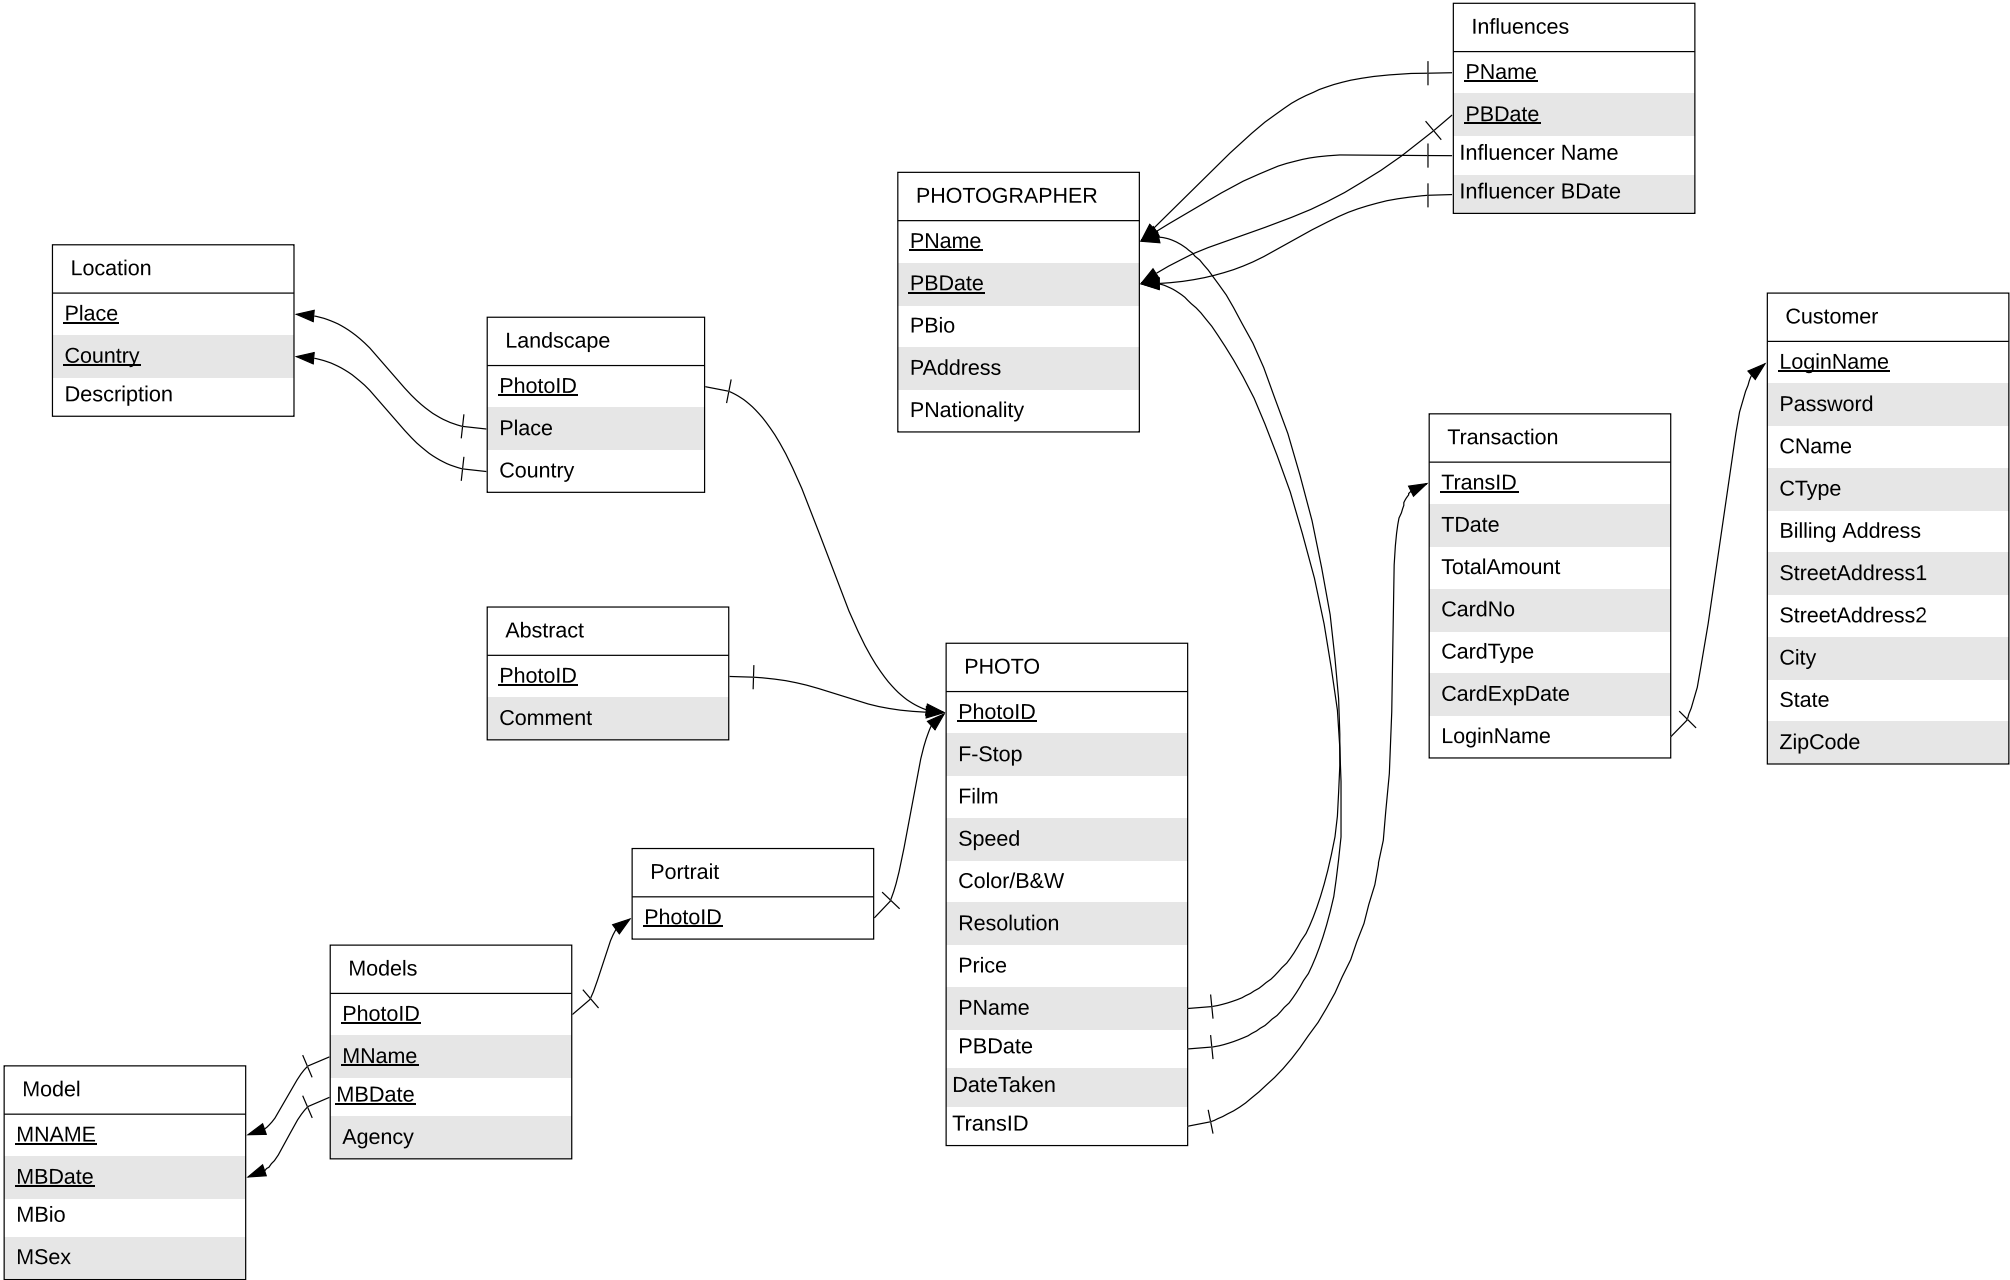 Influences
PName
PBDate
Influencer Name
Influencer BDate
PHOTOGRAPHER
PName
PBDate
PBio
PAddress
PNationality
Location
Place
Country
Description
Landscape
PhotoID
Place
Country
Customer
LoginName
Password
CName
CType
Billing Address
StreetAddress1
StreetAddress2
City
State
ZipCode
Transaction
TransID
TDate
TotalAmount
CardNo
CardType
CardExpDate
LoginName
Abstract
PhotoID
Comment
PHOTO
PhotoID
F-Stop
Film
Speed
Color/B&W
Resolution
Price
PName
PBDate
DateTaken
TransID
Portrait
PhotoID
Models
PhotoID
MName
MBDate
Agency
Model
MNAME
MBDate
MBio
MSex